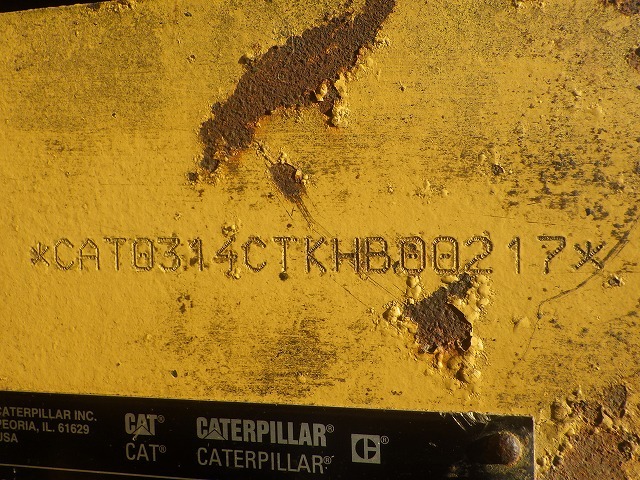 *CAT0314CTKHB00217*
CATERPILLAR INC.
PEORIA, IL. 61629
USA
CAT® CATERPILLAR® C®
CAT® CATERPILLAR®